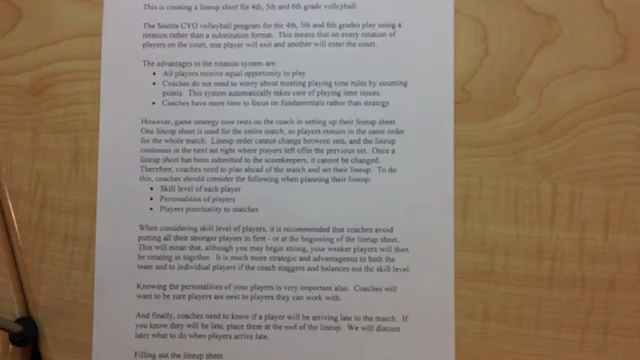 This is creating a lineup sheet for 4th, 5th and 6th grade volleyball.
The Seattle CYO volleyball program for the 4th, 5th and 6th grades play using a
rotation rather than a substitution format. This means that on every rotation of
players on the court, one player will exit and another will enter the court.
The advantages to the rotation system are:
• All players receive equal opportunity to play
• Coaches do not need to worry about meeting playing time rules by counting
points. This system automatically takes care of playing time issues.
• Coaches have more time to focus on fundamentals rather than strategy
However, game strategy now rests on the coach in setting up their lineup sheet.
One lineup sheet is used for the entire match, so players remain in the same order
for the whole match. Lineup order cannot change between sets, and the lineup
continues in the next set right where players left off in the previous set. Once a
lineup sheet has been submitted to the scorekeepers, it cannot be changed.
Therefore, coaches need to plan ahead of the match and set their lineup. To do
this, coaches should consider the following when planning their lineup:
• Skill level of each player
• Personalities of players
• Players punctuality to matches
When considering skill level of players, it is recommended that coaches avoid
putting all their stronger players in first - or at the beginning of the lineup sheet.
This will mean that, although you may begin strong, your weaker players will then
be rotating in together. It is much more strategic and advantageous to both the
team and to individual players if the coach staggers and balances out the skill level.
Knowing the personalities of your players is very important also. Coaches will
want to be sure players are next to players they can work with.
And finally, coaches need to know if a player will be arriving late to the match. If
you know they will be late, place them at the end of the lineup. We will discuss
later what to do when players arrive late.
Filling out the lineup sheet